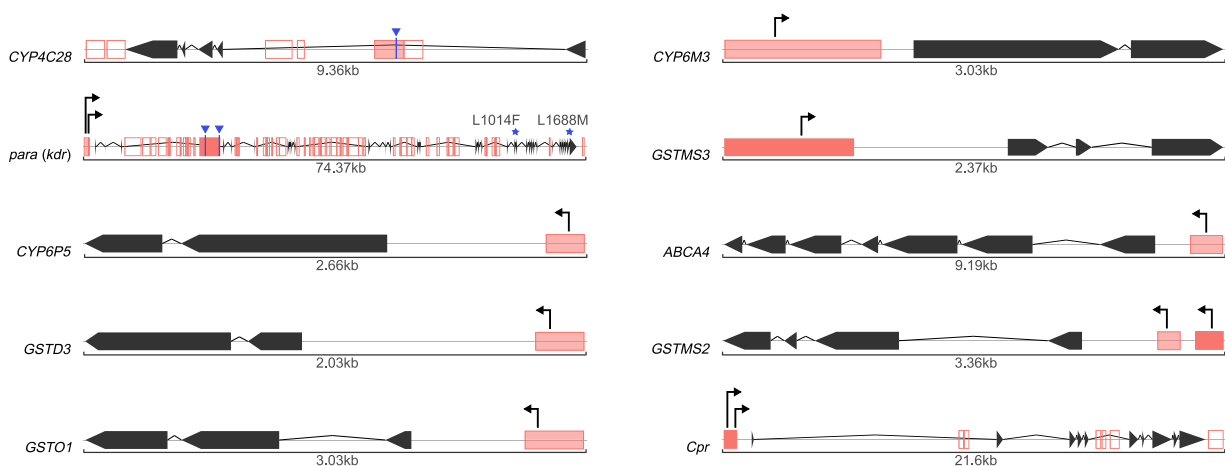 CYP4C28
9.36kb
L1014F
L1688M
para (kdr)
74.37kb
CYP6P5
2.66kb
GSTD3
2.03kb
GSTO1
3.03kb
CYP6M3
3.03kb
GSTMS3
2.37kb
ABCA4
9.19kb
GSTMS2
3.36kb
Cpr
21.6kb